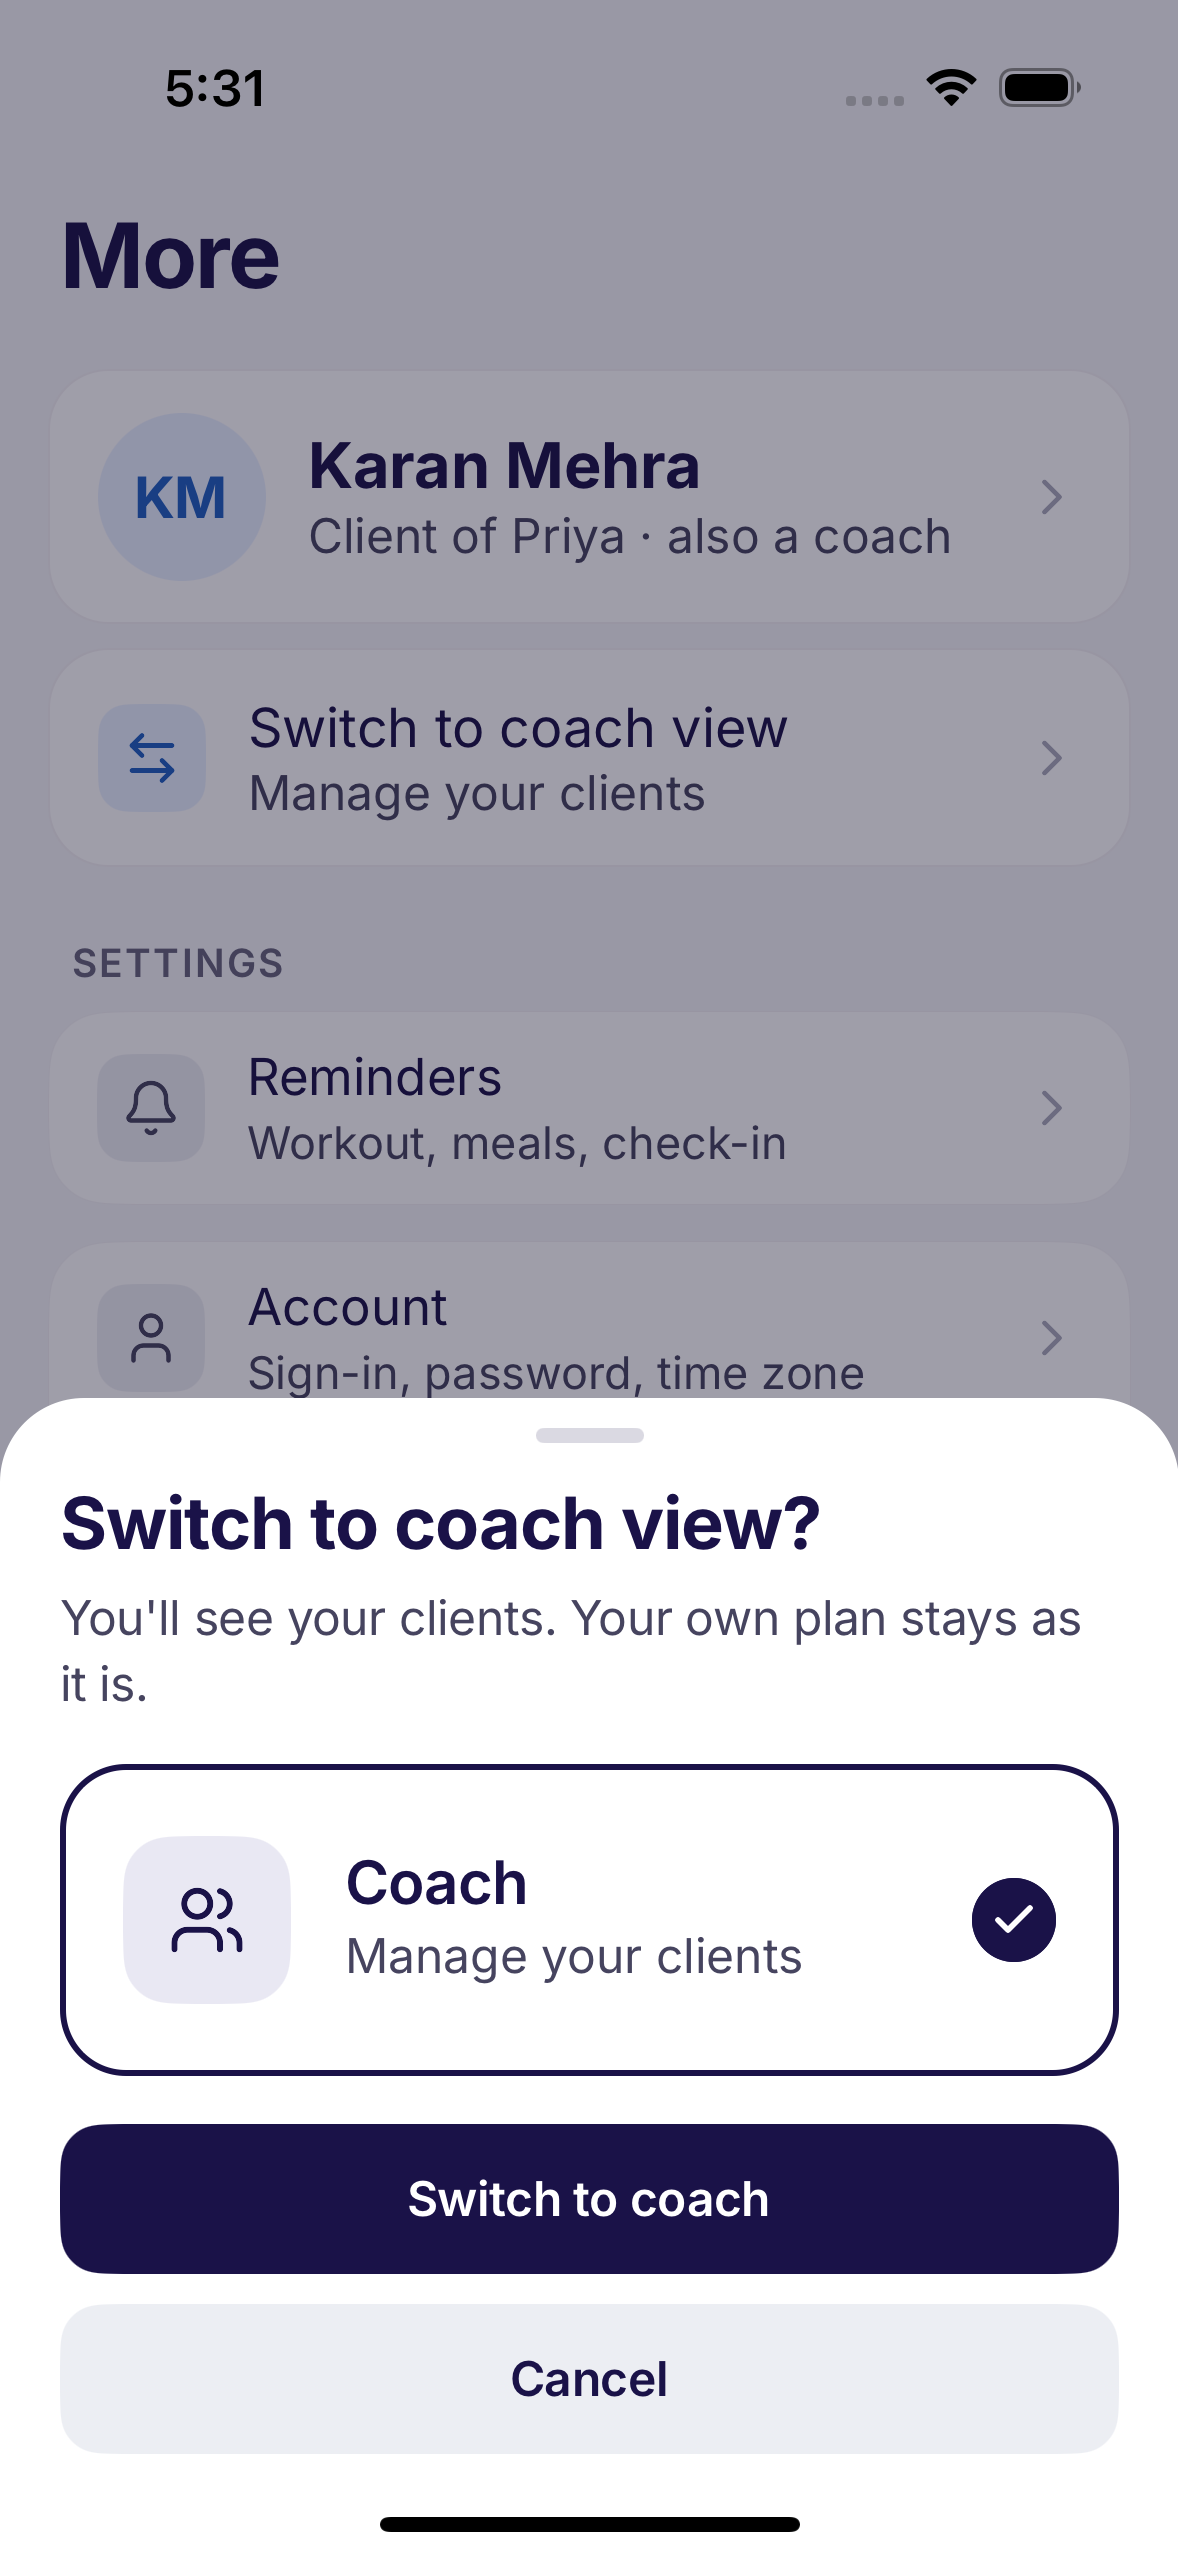 5:31
More
KM
Karan Mehra
Client of Priya · also a coach
Switch to coach view
Manage your clients
SETTINGS
Reminders
Workout, meals, check-in
Account
Sign-in, password, time zone
Switch to coach view?
You'll see your clients. Your own plan stays as
it is.
Coach
Manage your clients
Switch to coach
Cancel